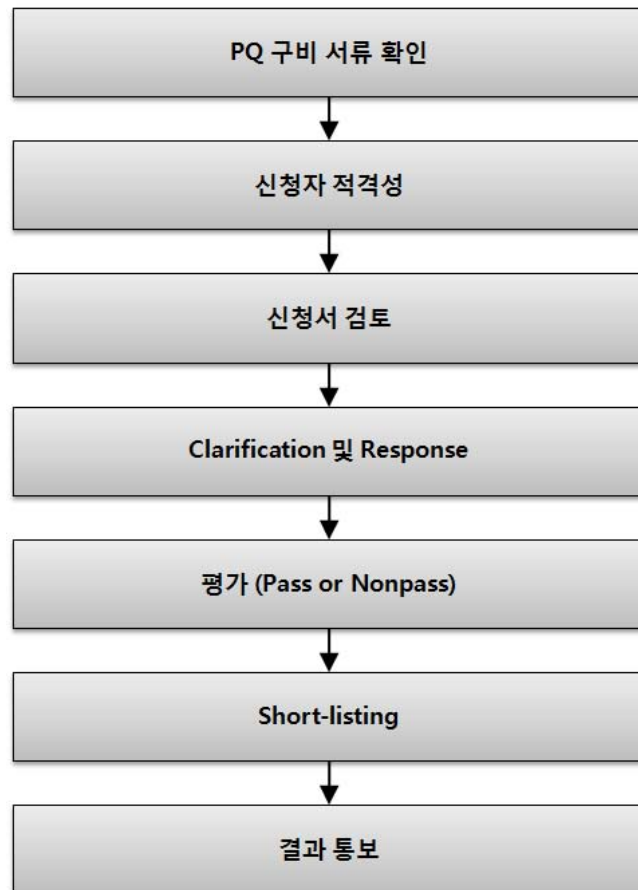 PQ 구비 서류 확인
신청자 적격성
신청서 검토
Clarification 및 Response
평가 (Pass or Nonpass)
Short-listing
결과 통보